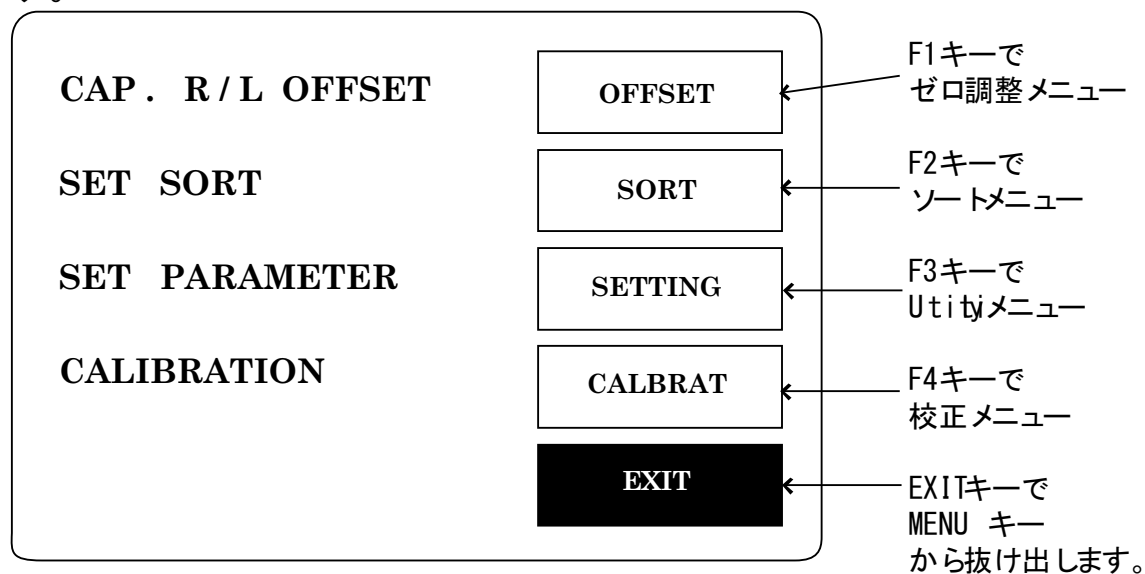 CAP. R/L OFFSET
OFFSET
F1キーで
ゼロ調整メニュー
SET SORT
SORT
F2キーで
ソートメニュー
SET PARAMETER
SETTING
F3キーで
Utityメニュー
CALIBRATION
CALBRAT
F4キーで
校正メニュー
EXIT
EXITキーで
MENU キー
から抜け出します。